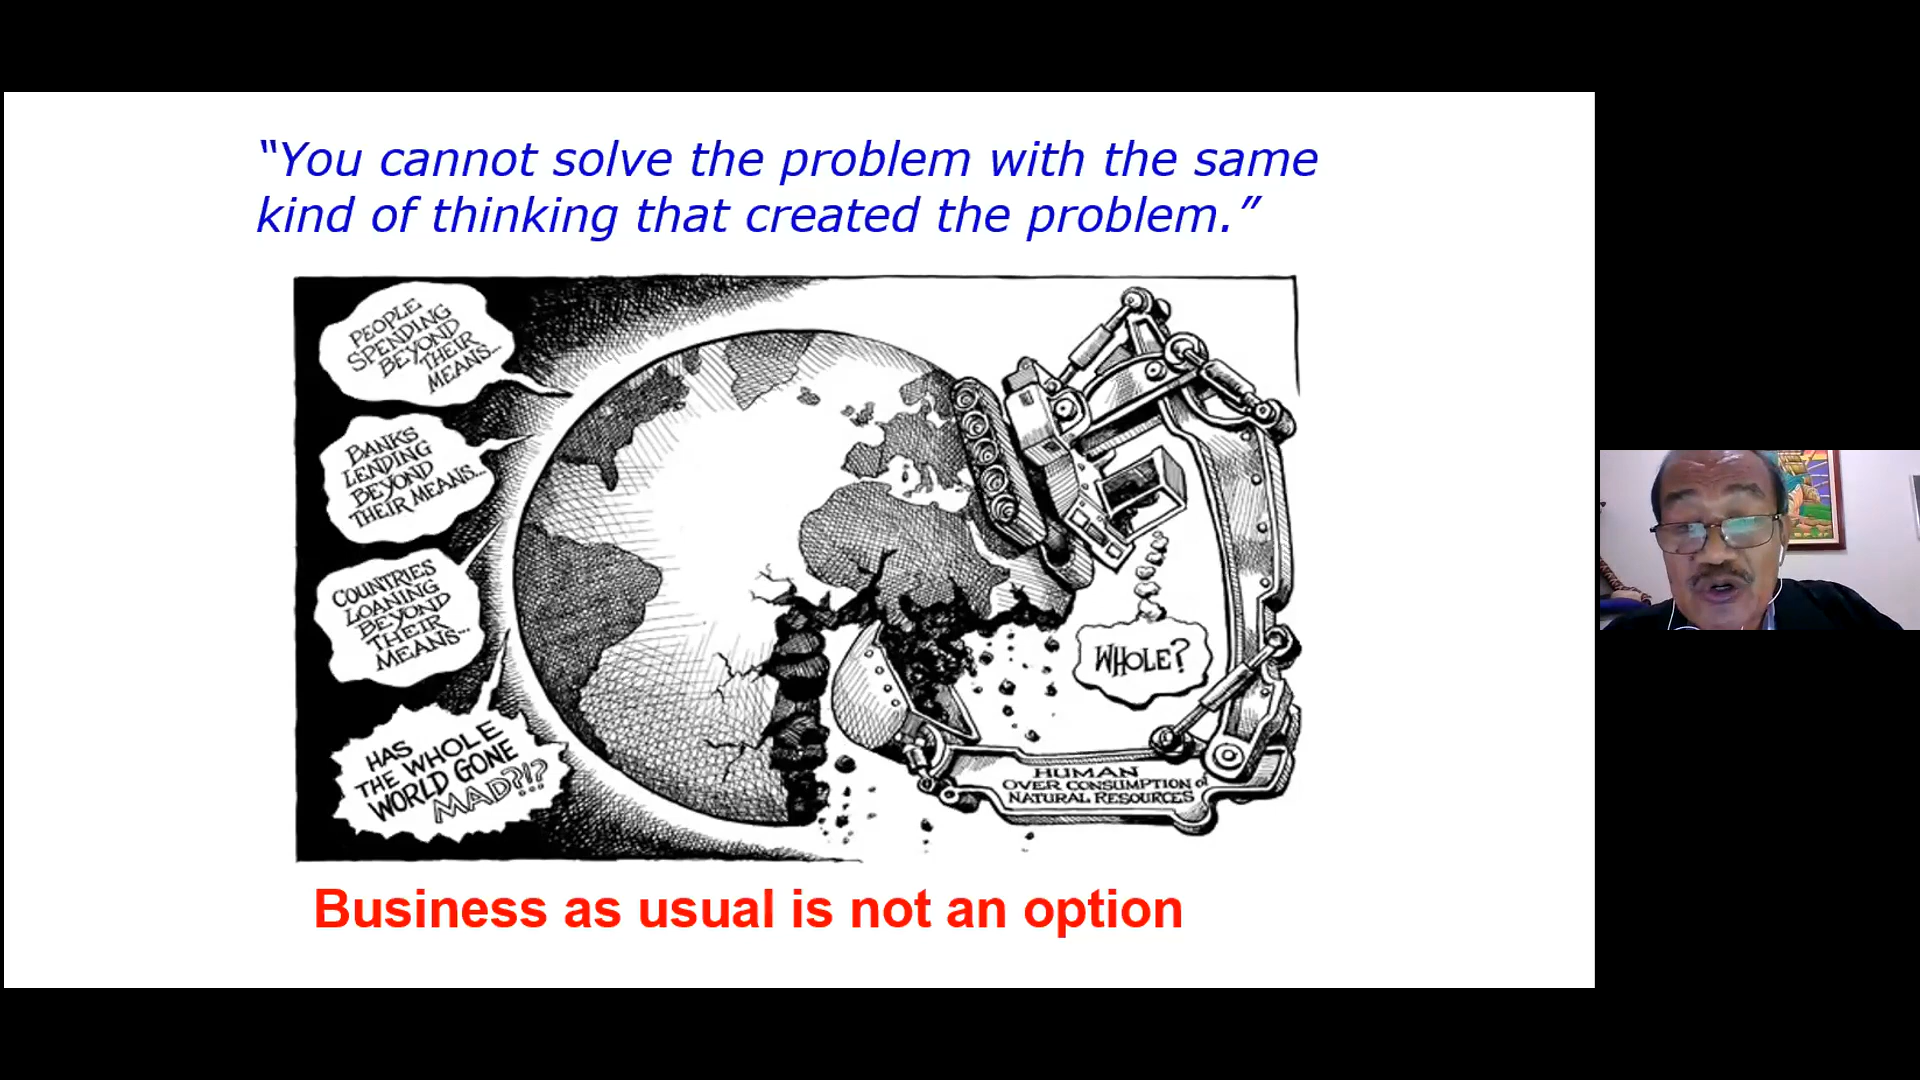 “You cannot solve the problem with the same
kind of thinking that created the problem.”
PEOPLE
SPENDING
BEYOND
THEIR
MEANS...
BANKS
LENDING
BEYOND
THEIR MEANS...
COUNTRIES
LOANING
BEYOND
THEIR
MEANS...
HAS
THE WHOLE
WORLD GONE
MAD?!?
WHOLE?
HUMAN
OVER CONSUMPTION of
NATURAL RESOURCES
Business as usual is not an option